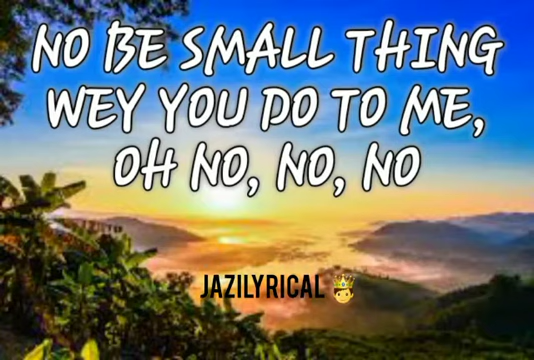 NO BE SMALL THING
WEY YOU DO TO ME,
OH NO, NO, NO
JAZILYRICAL 🤴